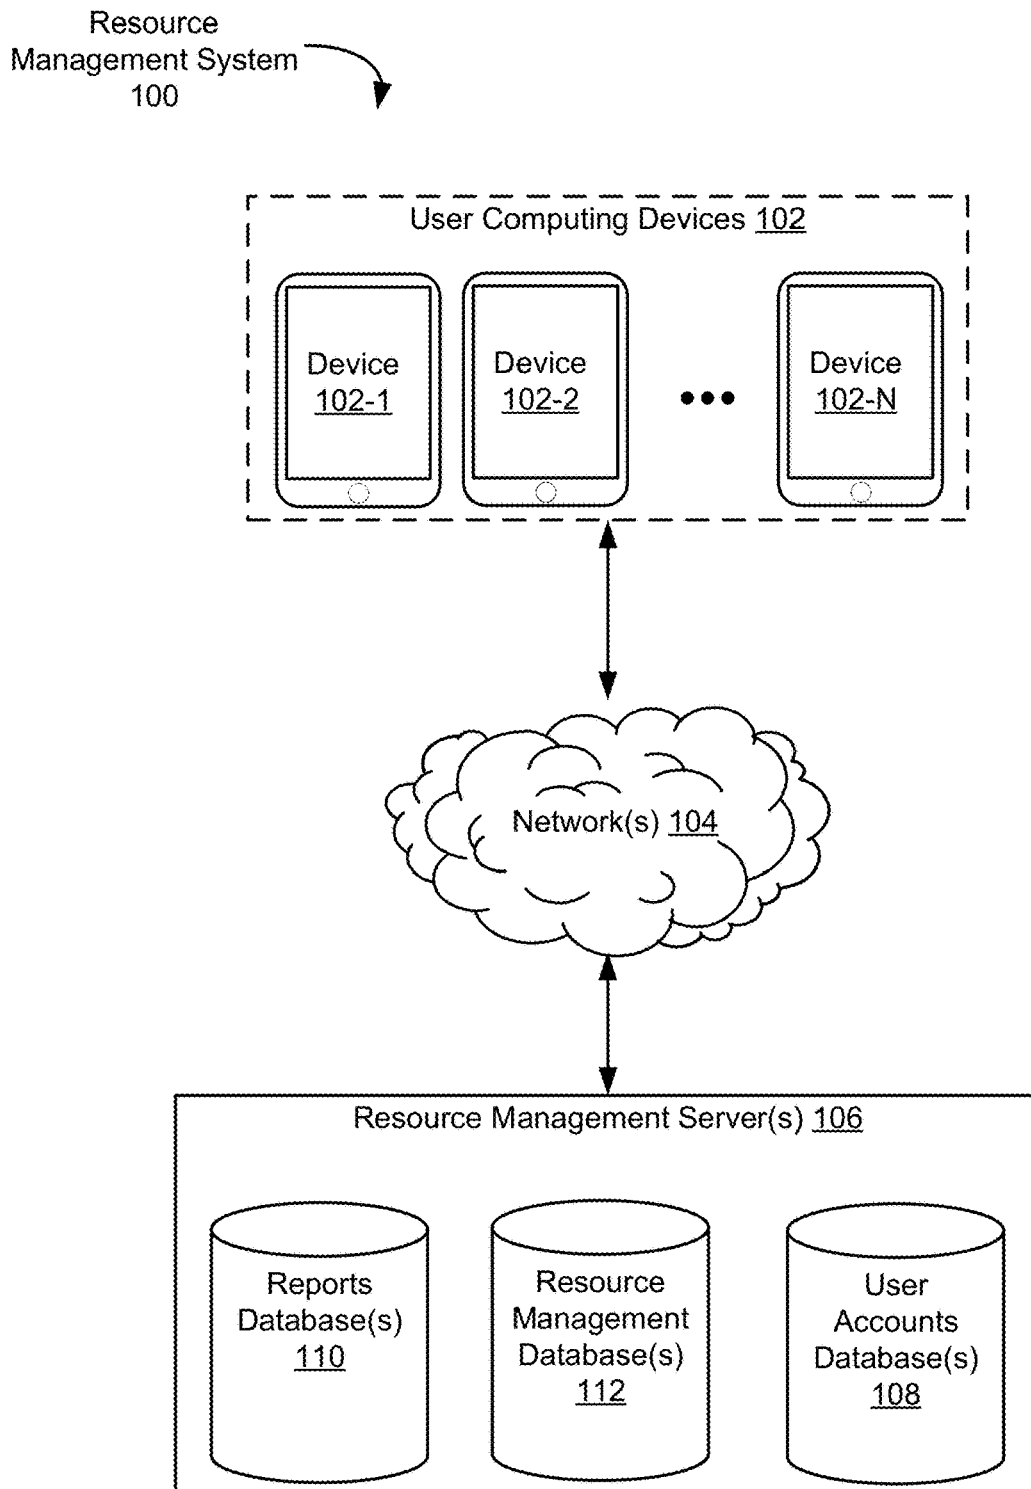 Resource
Management System
100
User Computing Devices 102
Device
102-1
Device
102-2
Device
102-N
Network(s) 104
Resource Management Server(s) 106
Reports
Database(s)
110
Resource
Management
Database(s)
112
User
Accounts
Database(s)
108